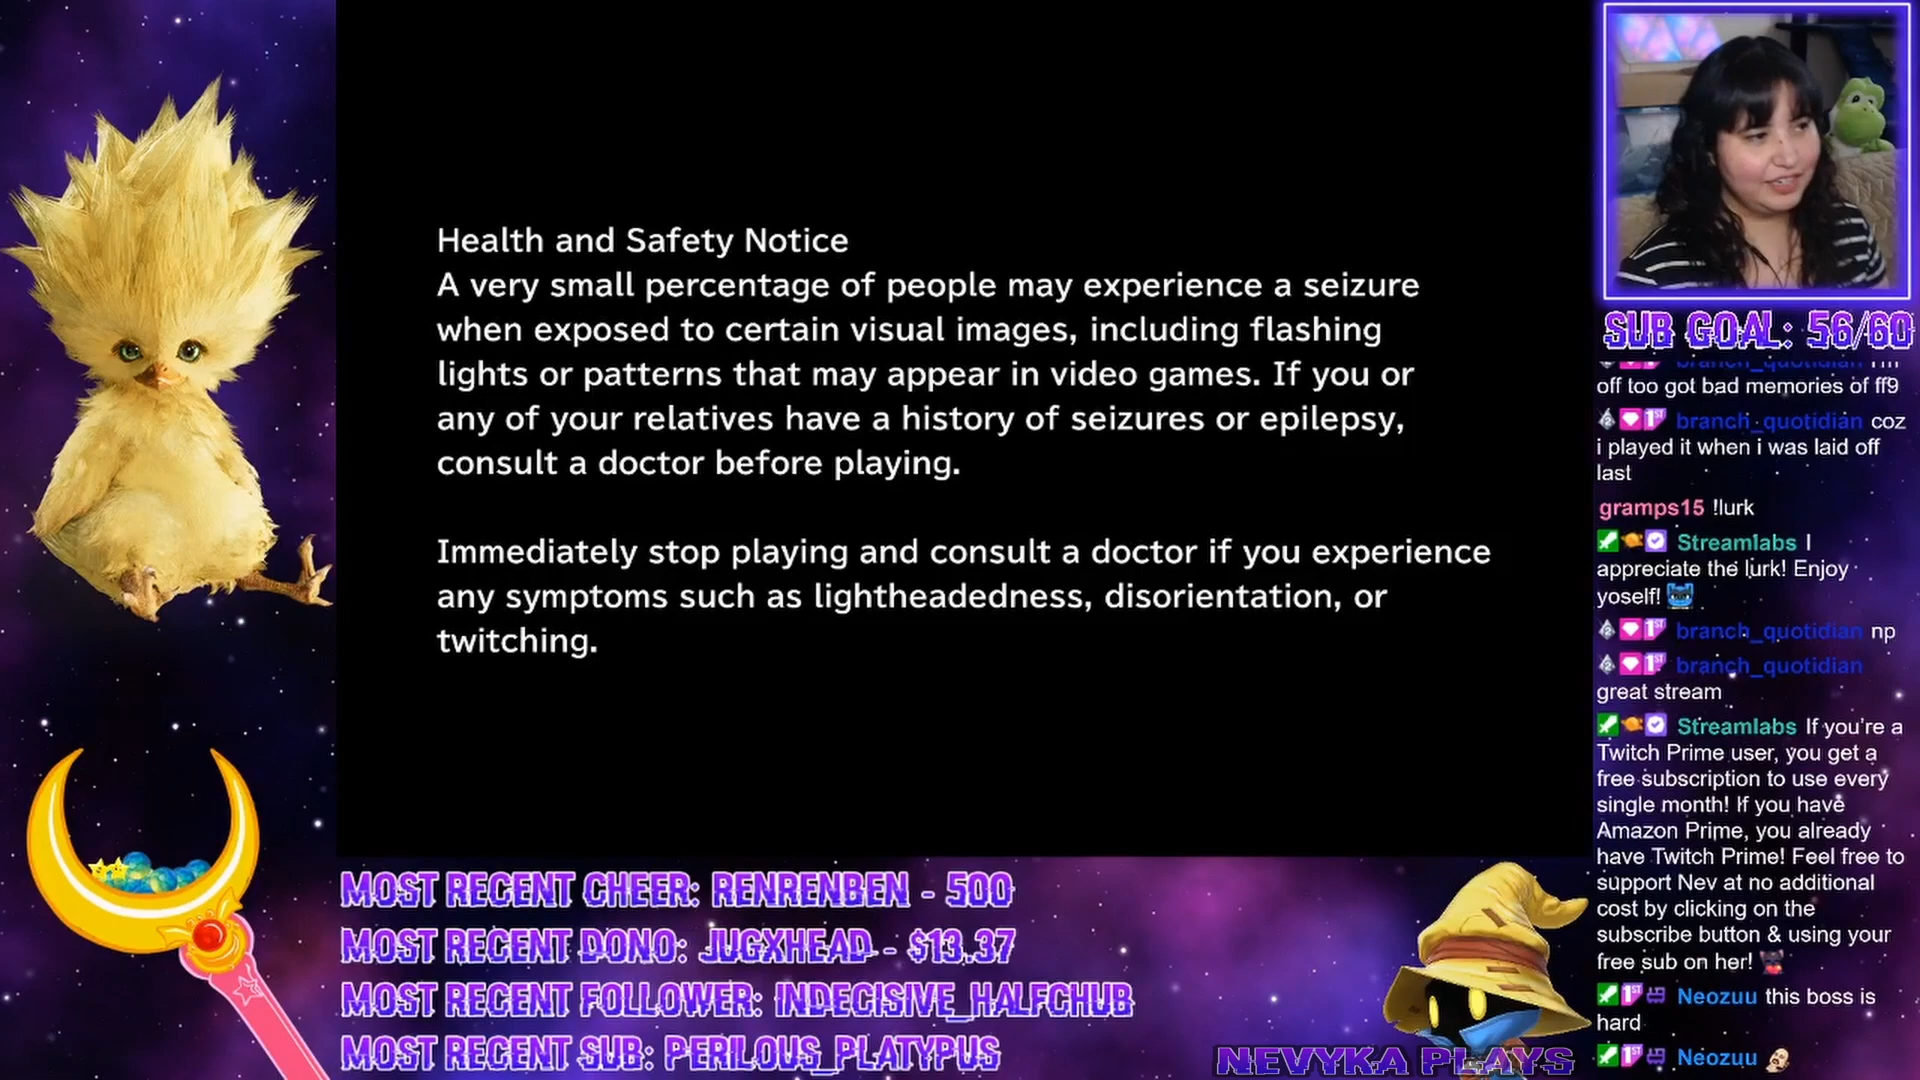 Health and Safety Notice
A very small percentage of people may experience a seizure
when exposed to certain visual images, including flashing
lights or patterns that may appear in video games. If you or
any of your relatives have a history of seizures or epilepsy,
consult a doctor before playing.
Immediately stop playing and consult a doctor if you experience
any symptoms such as lightheadedness, disorientation, or
twitching.
SUB GOAL: 56/60
branch_quotidian I'm
off too got bad memories of ff9
branch_quotidian coz
i played it when i was laid off
last
gramps15 !lurk
Streamlabs I
appreciate the lurk! Enjoy
yoself!
branch_quotidian np
branch_quotidian
great stream
Streamlabs If you're a
Twitch Prime user, you get a
free subscription to use every
single month! If you have
Amazon Prime, you already
have Twitch Prime! Feel free to
support Nev at no additional
cost by clicking on the
subscribe button & using your
free sub on her!
Neozuu this boss is
hard
Neozuu
MOST RECENT CHEER: RENRENBEN - 500
MOST RECENT DONO: JUGXHEAD - $13.37
MOST RECENT FOLLOWER: INDECISIVE_HALFCHUB
MOST RECENT SUB: PERILOUS_PLATYPUS
NEVYKA PLAYS